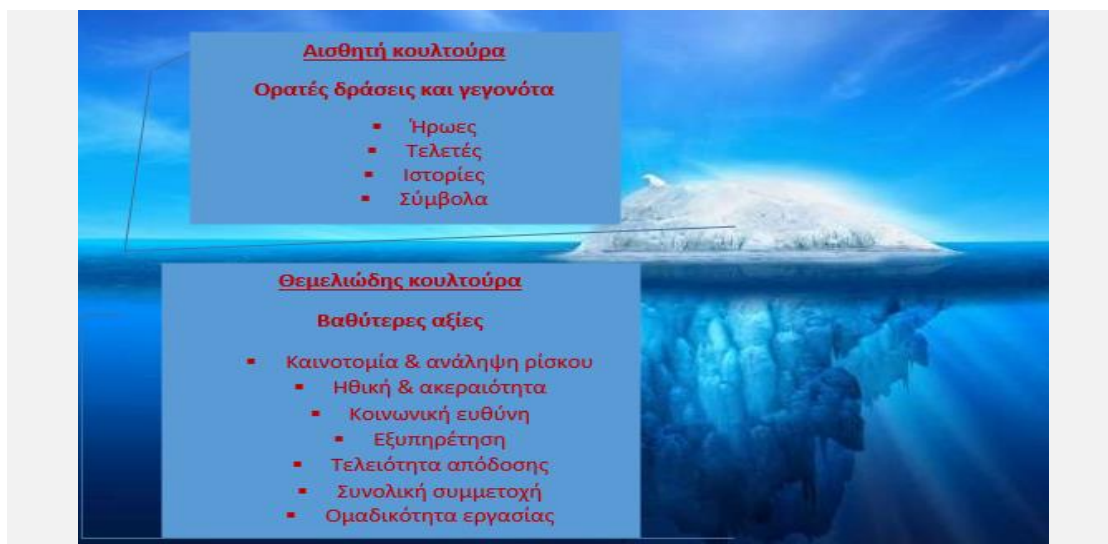 Αισθητή κουλτούρα
Ορατές δράσεις και γεγονότα
▪ Ήρωες
▪ Τελετές
▪ Ιστορίες
▪ Σύμβολα
Θεμελιώδης κουλτούρα
Βαθύτερες αξίες
▪ Καινοτομία & ανάληψη ρίσκου
▪ Ηθική & ακεραιότητα
▪ Κοινωνική ευθύνη
▪ Εξυπηρέτηση
▪ Τελειότητα απόδοσης
▪ Συνολική συμμετοχή
▪ Ομαδικότητα εργασίας